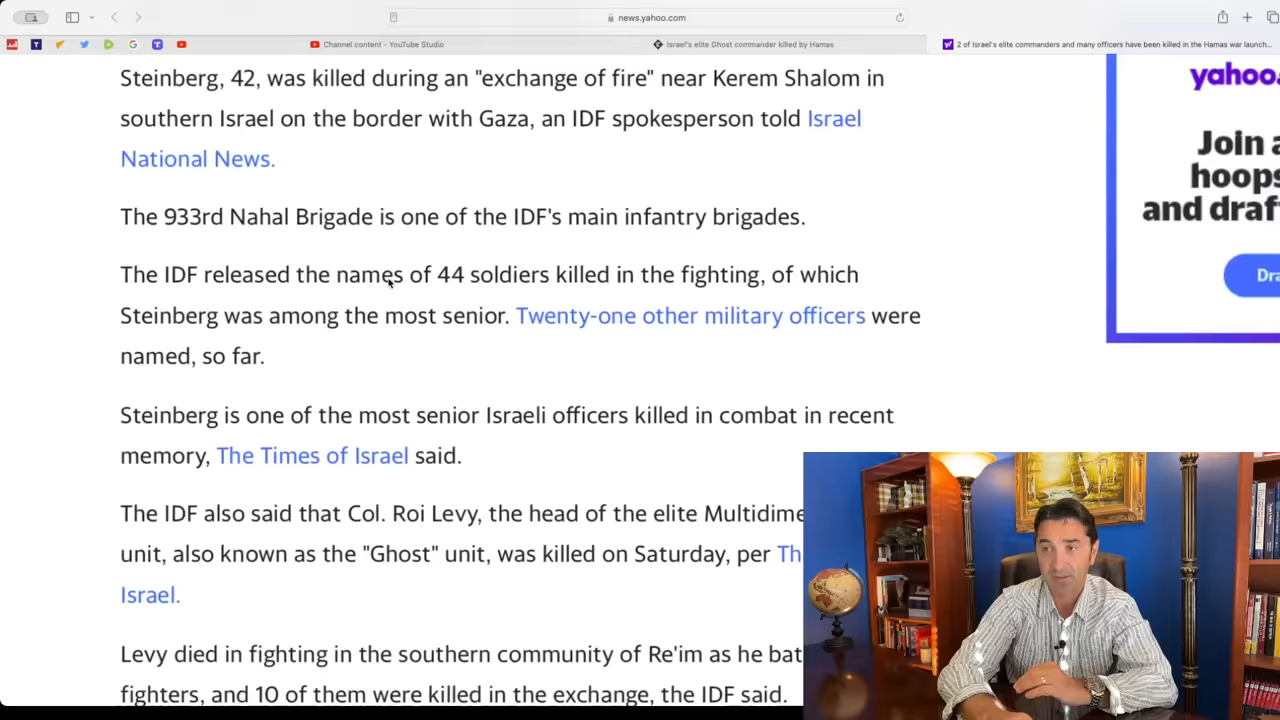 news.yahoo.com
Channel content - YouTube Studio
Israel's elite Ghost commander killed by Hamas
2 of Israel's elite commanders and many officers have been killed in the Hamas war launch...
Steinberg, 42, was killed during an "exchange of fire" near Kerem Shalom in
southern Israel on the border with Gaza, an IDF spokesperson told Israel
National News.
The 933rd Nahal Brigade is one of the IDF's main infantry brigades.
The IDF released the names of 44 soldiers killed in the fighting, of which
Steinberg was among the most senior. Twenty-one other military officers were
named, so far.
Steinberg is one of the most senior Israeli officers killed in combat in recent
memory, The Times of Israel said.
The IDF also said that Col. Roi Levy, the head of the elite Multidime
unit, also known as the "Ghost" unit, was killed on Saturday, per Th
Israel.
Levy died in fighting in the southern community of Re'im as he bat
fighters, and 10 of them were killed in the exchange, the IDF said.
yahoo
Join a
hoops
and draf
Dra